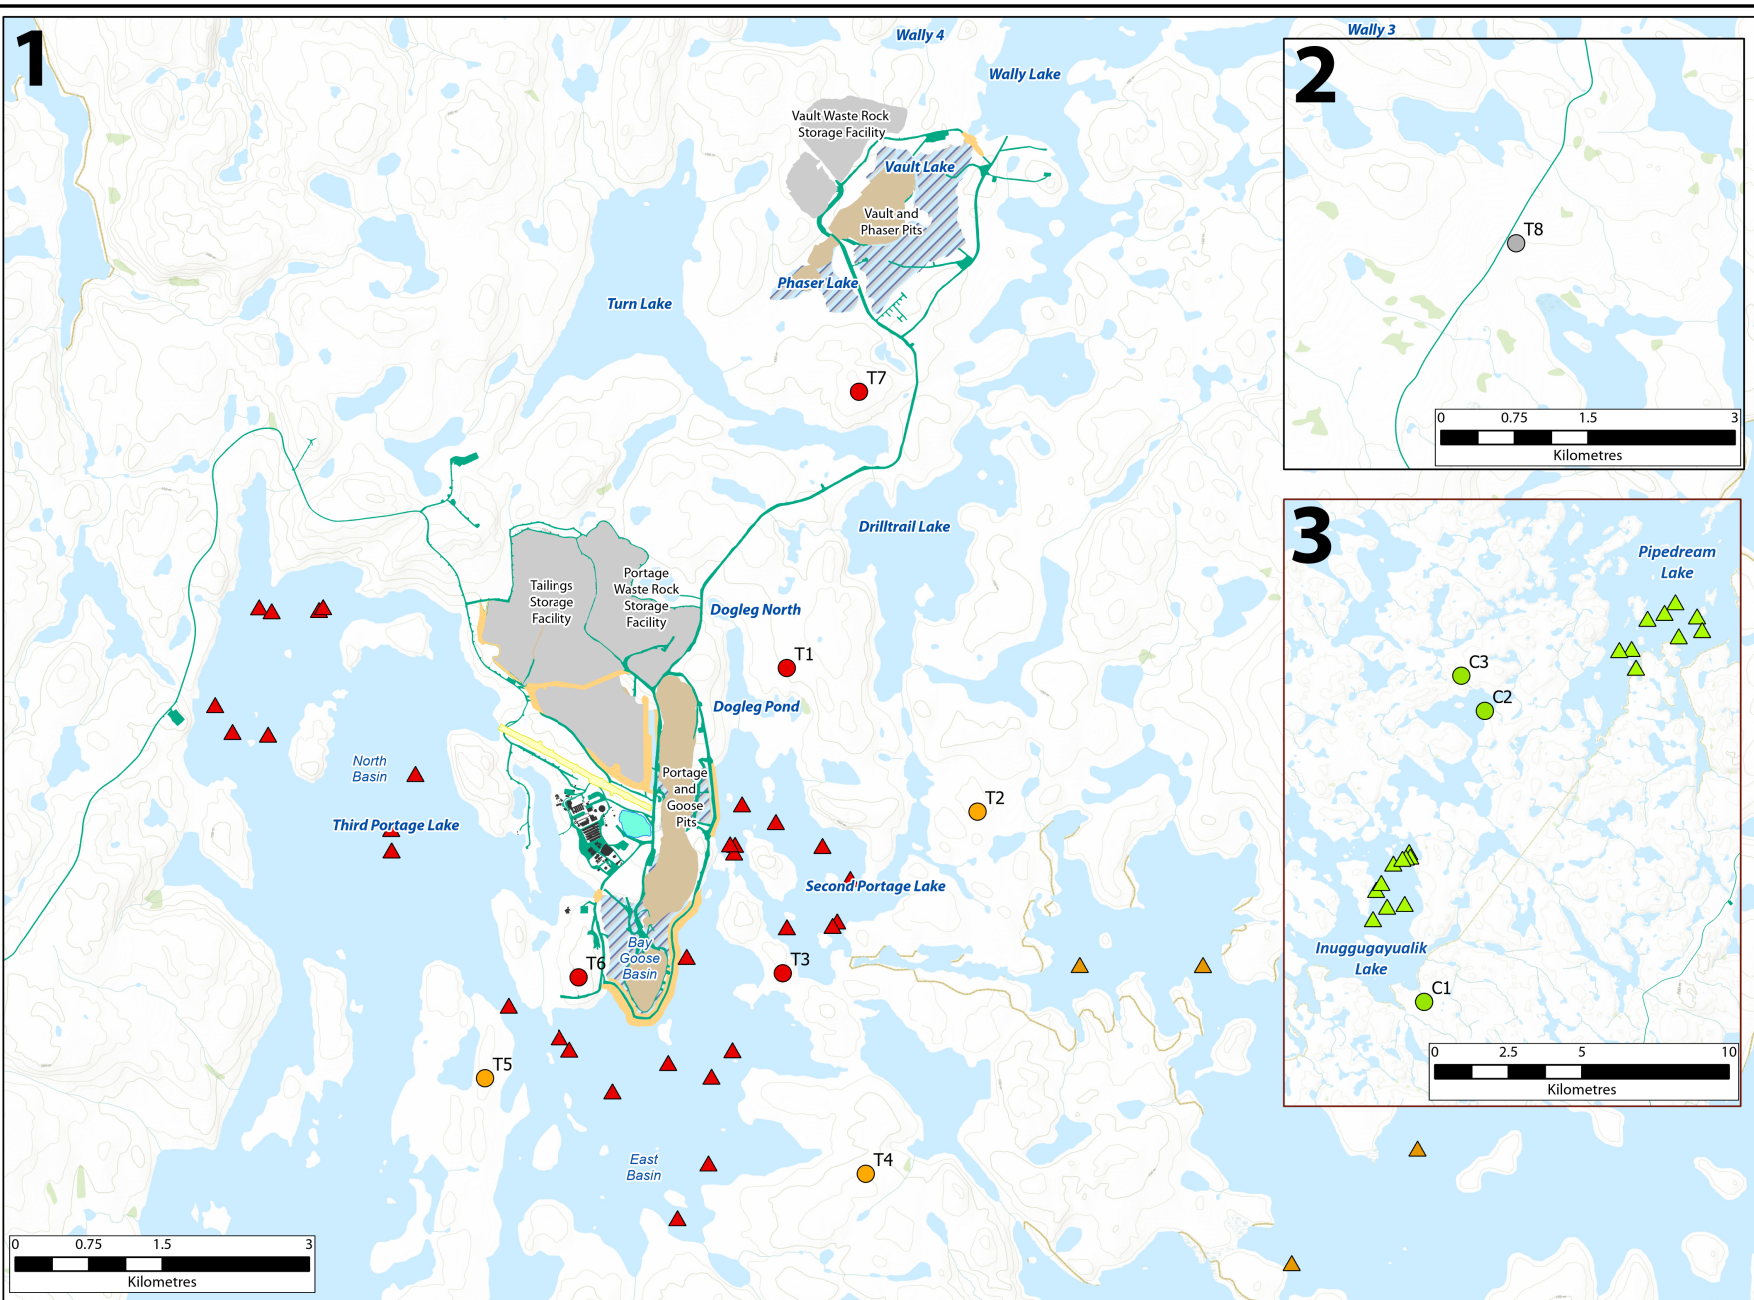 1
Wally 4
Wally 3
Wally Lake
Vault Waste Rock
Storage Facility
Vault Lake
Vault and
Phaser Pits
Phaser Lake
Turn Lake
T7
Drilltrail Lake
Tailings
Storage
Facility
Portage
Waste Rock
Storage
Facility
Dogleg North
T1
Dogleg Pond
North
Basin
Portage
and
Goose
Pits
T2
Third Portage Lake
Second Portage Lake
Bay
Goose
Basin
T6
T3
T5
East
Basin
T4
0
0.75
1.5
3
Kilometres
2
T8
0
0.75
1.5
3
Kilometres
3
Pipedream
Lake
C3
C2
Inuggugayualik
Lake
C1
0
2.5
5
10
Kilometres